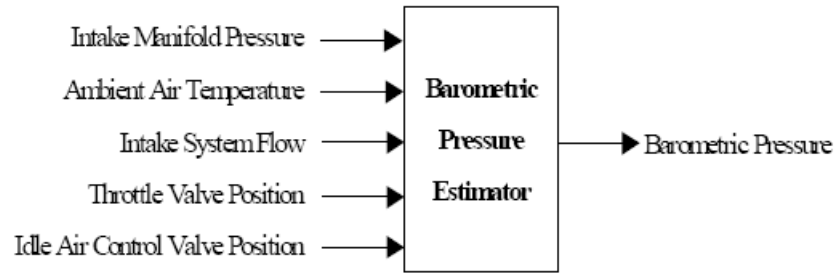 Intake Manifold Pressure
Ambient Air Temperature
Intake System Flow
Throttle Valve Position
Idle Air Control Valve Position
Barometric
Pressure
Estimator
Barometric Pressure